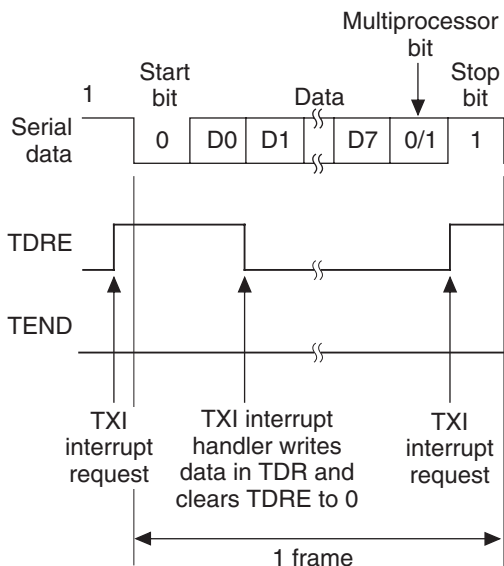 Multiprocessor
bit
Start
bit
Data
Stop
bit
1
Serial
data
0 D0 D1 D7 0/1 1
TDRE
TEND
TXI
interrupt
request
TXI interrupt
handler writes
data in TDR and
clears TDRE to 0
TXI
interrupt
request
1 frame